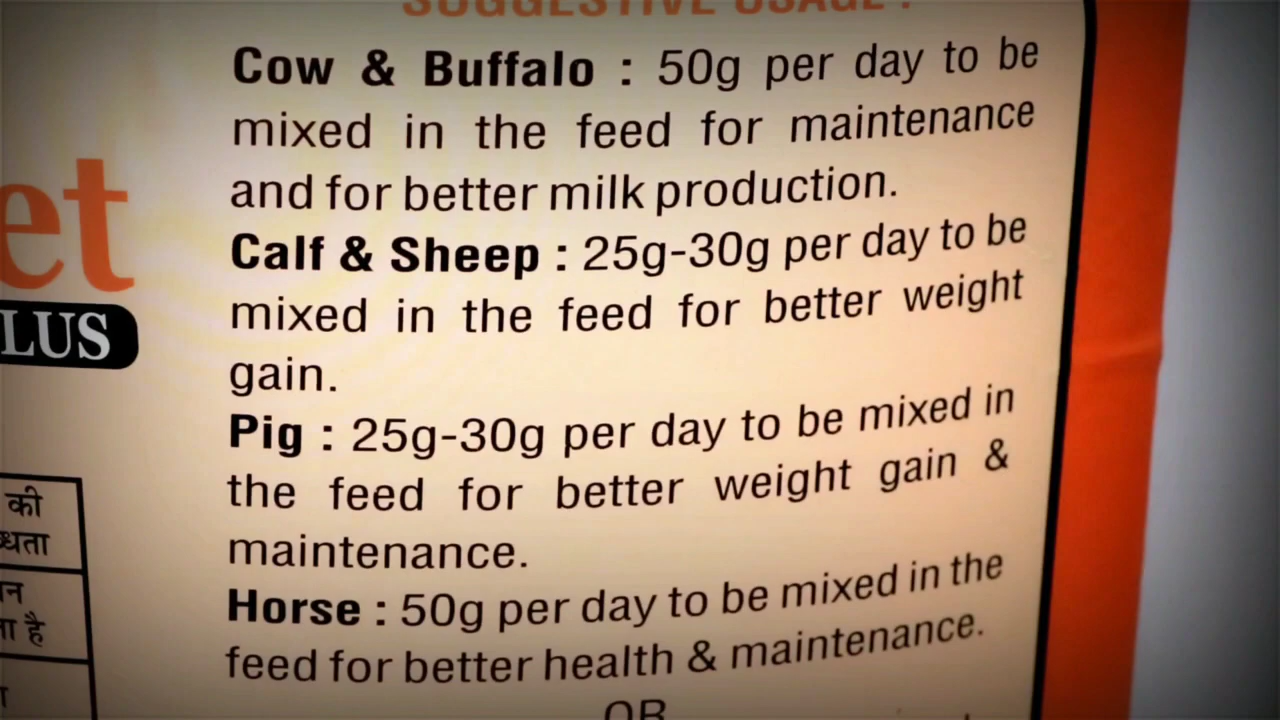 SUGGESTIVE USAGE :
Cow & Buffalo : 50g per day to be
mixed in the feed for maintenance
and for better milk production.
Calf & Sheep : 25g-30g per day to be
mixed in the feed for better weight
gain.
Pig : 25g-30g per day to be mixed in
the feed for better weight gain &
maintenance.
Horse : 50g per day to be mixed in the
feed for better health & maintenance.
OR
et
LUS
की
ता है